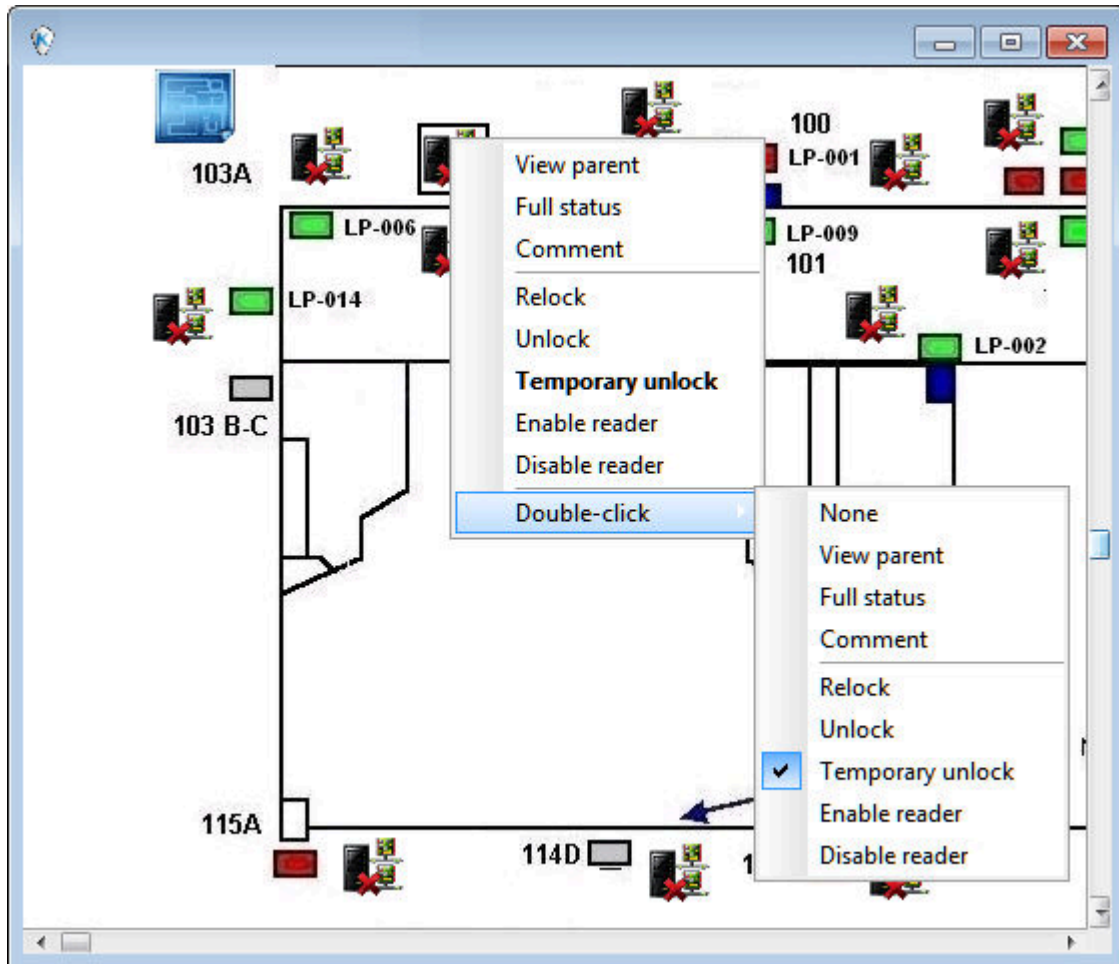 100
LP-001
103A
View parent
Full status
Comment
LP-006
LP-009
101
LP-014
Relock
Unlock
LP-002
Temporary unlock
103 B-C
Enable reader
Disable reader
Double-click
None
View parent
Full status
Comment
Relock
Unlock
Temporary unlock
Enable reader
Disable reader
115A
114D